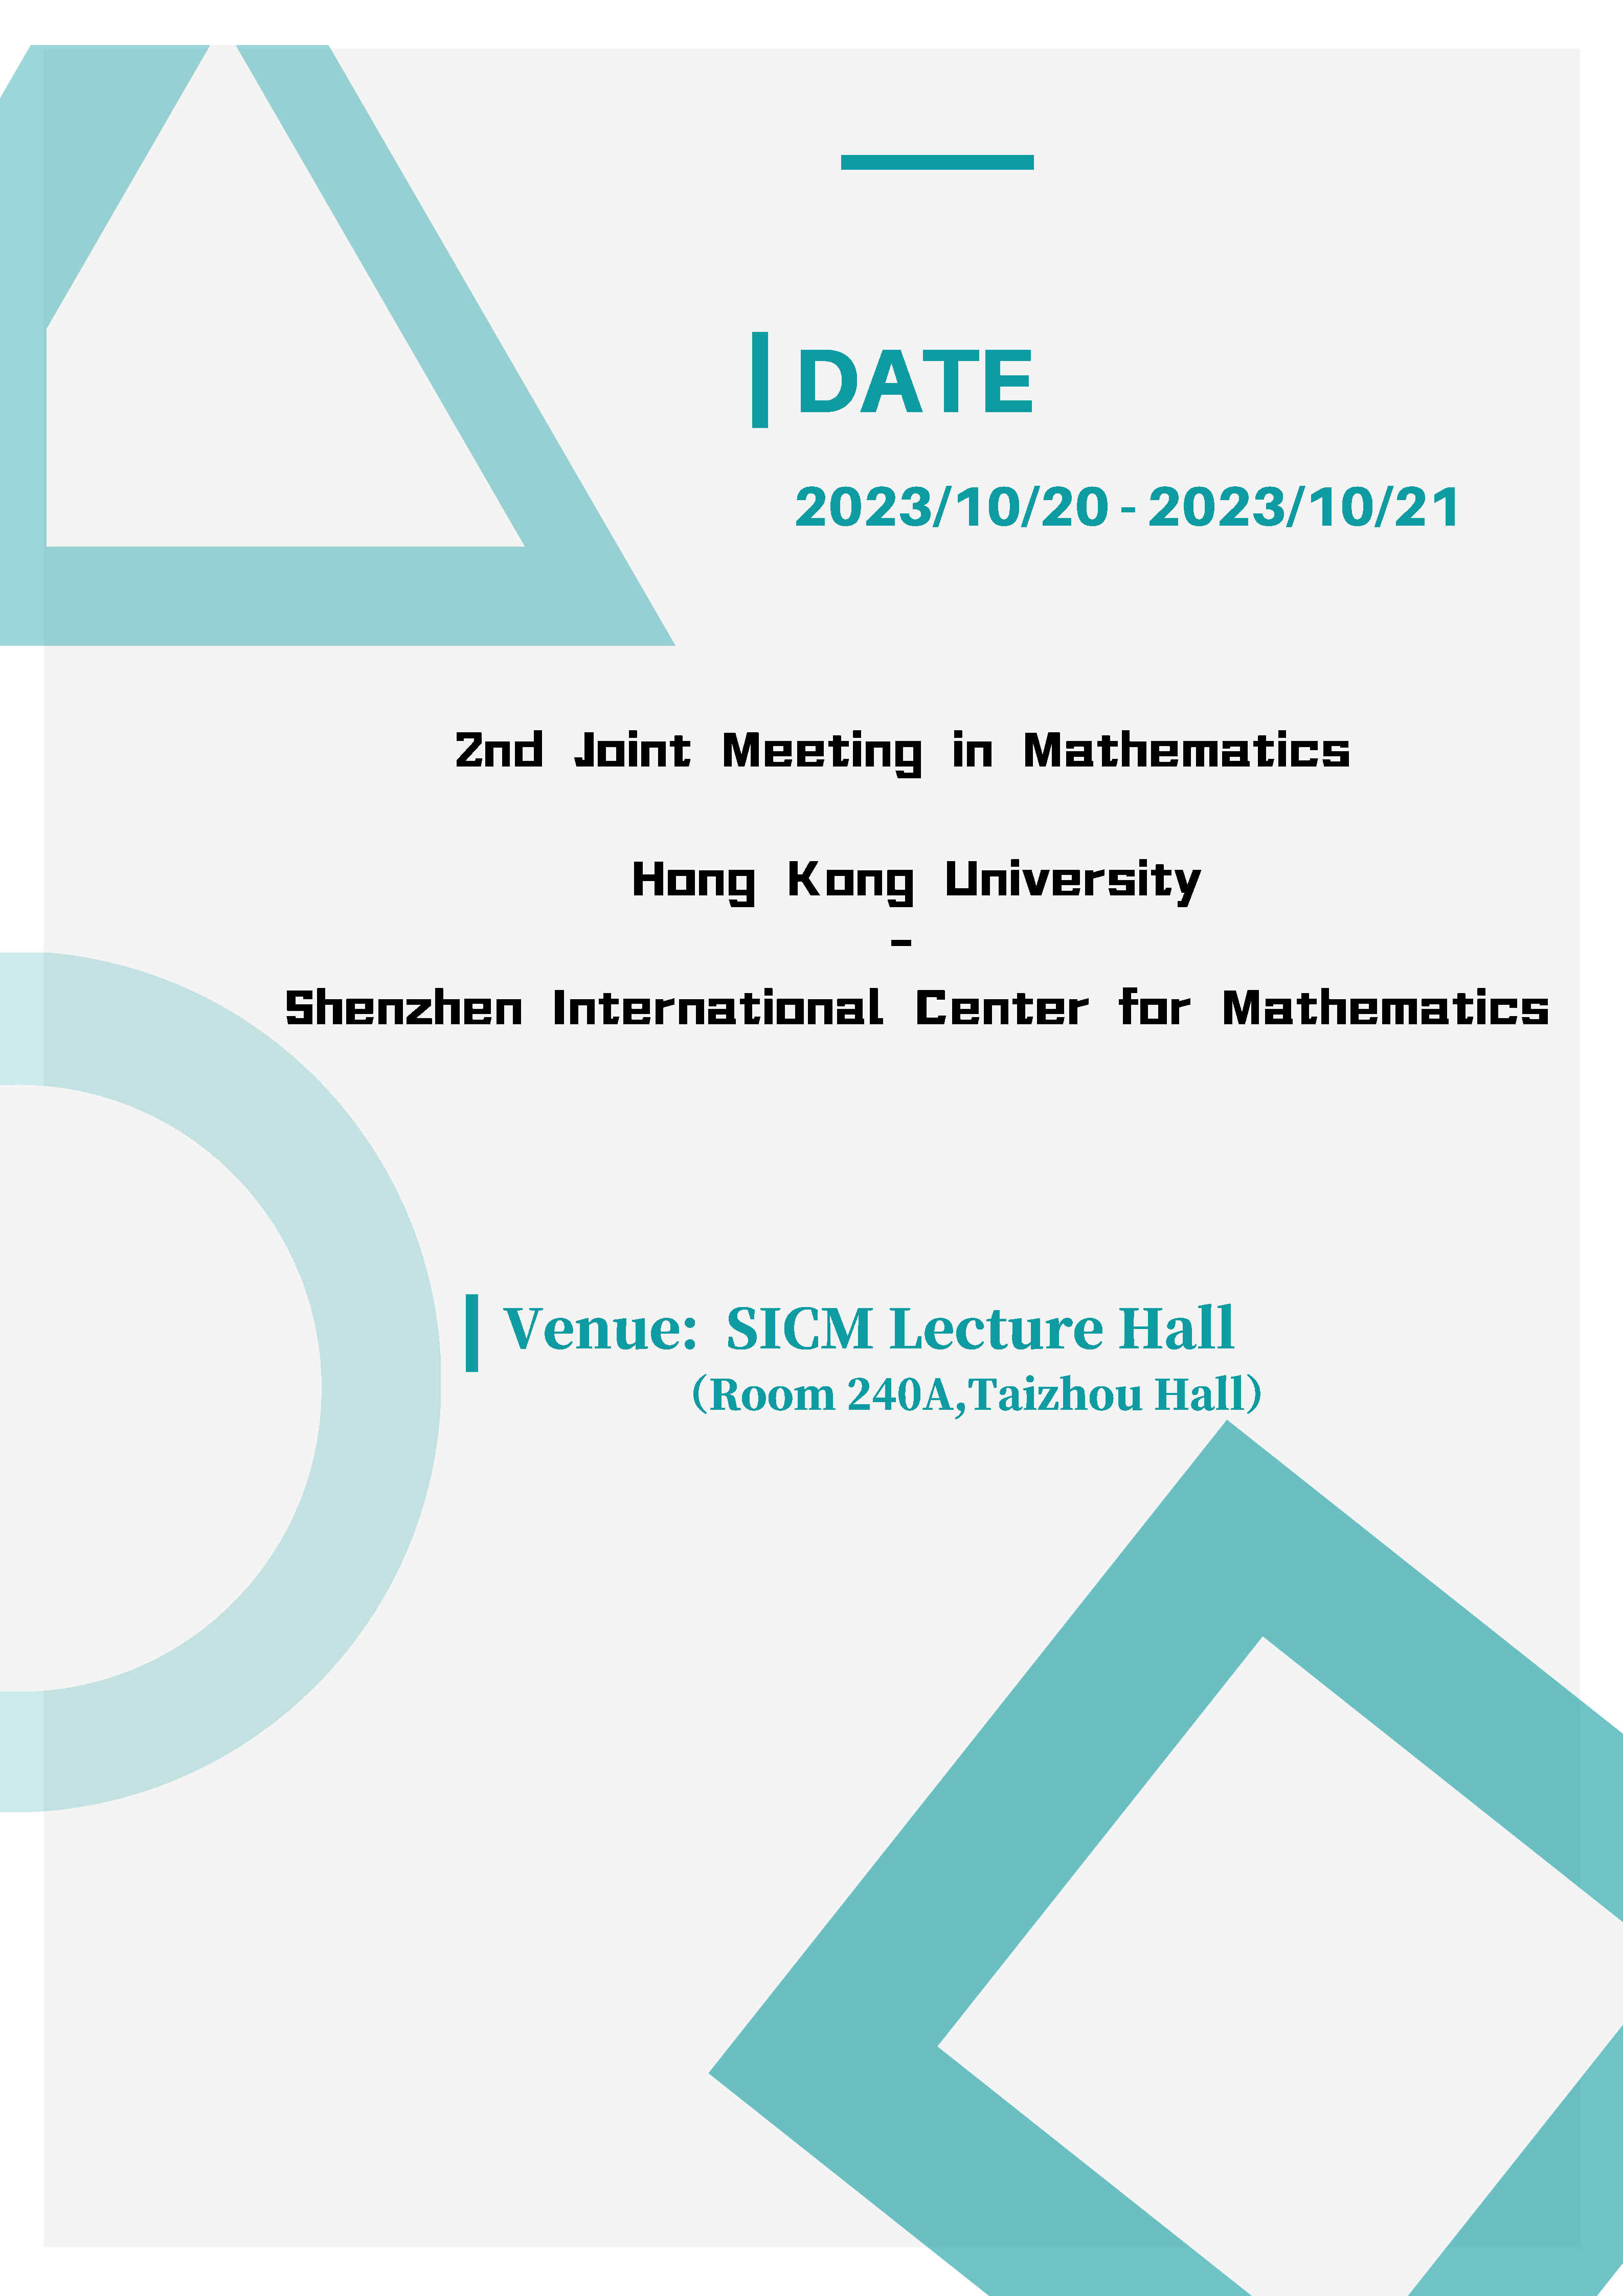 DATE
2023/10/20 - 2023/10/21
2nd Joint Meeting in Mathematics
Hong Kong University
-
Shenzhen International Center for Mathematics
Venue: SICM Lecture Hall
(Room 240A,Taizhou Hall)